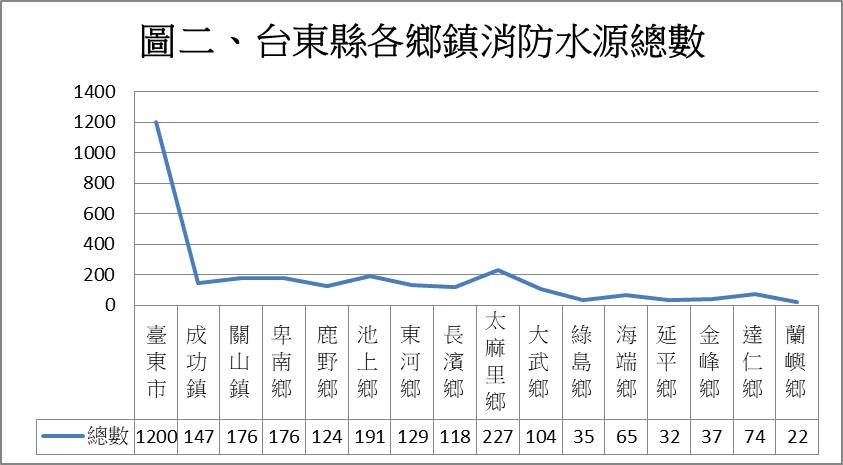 圖二、台東縣各鄉鎮消防水源總數
1400
1200
1000
800
600
400
200
0
臺東市
成功鎮
關山鎮
卑南鄉
鹿野鄉
池上鄉
東河鄉
長濱鄉
太麻里鄉
大武鄉
綠島鄉
海端鄉
延平鄉
金峰鄉
達仁鄉
蘭嶼鄉
總數 1200 147 176 176 124 191 129 118 227 104 35 65 32 37 74 22